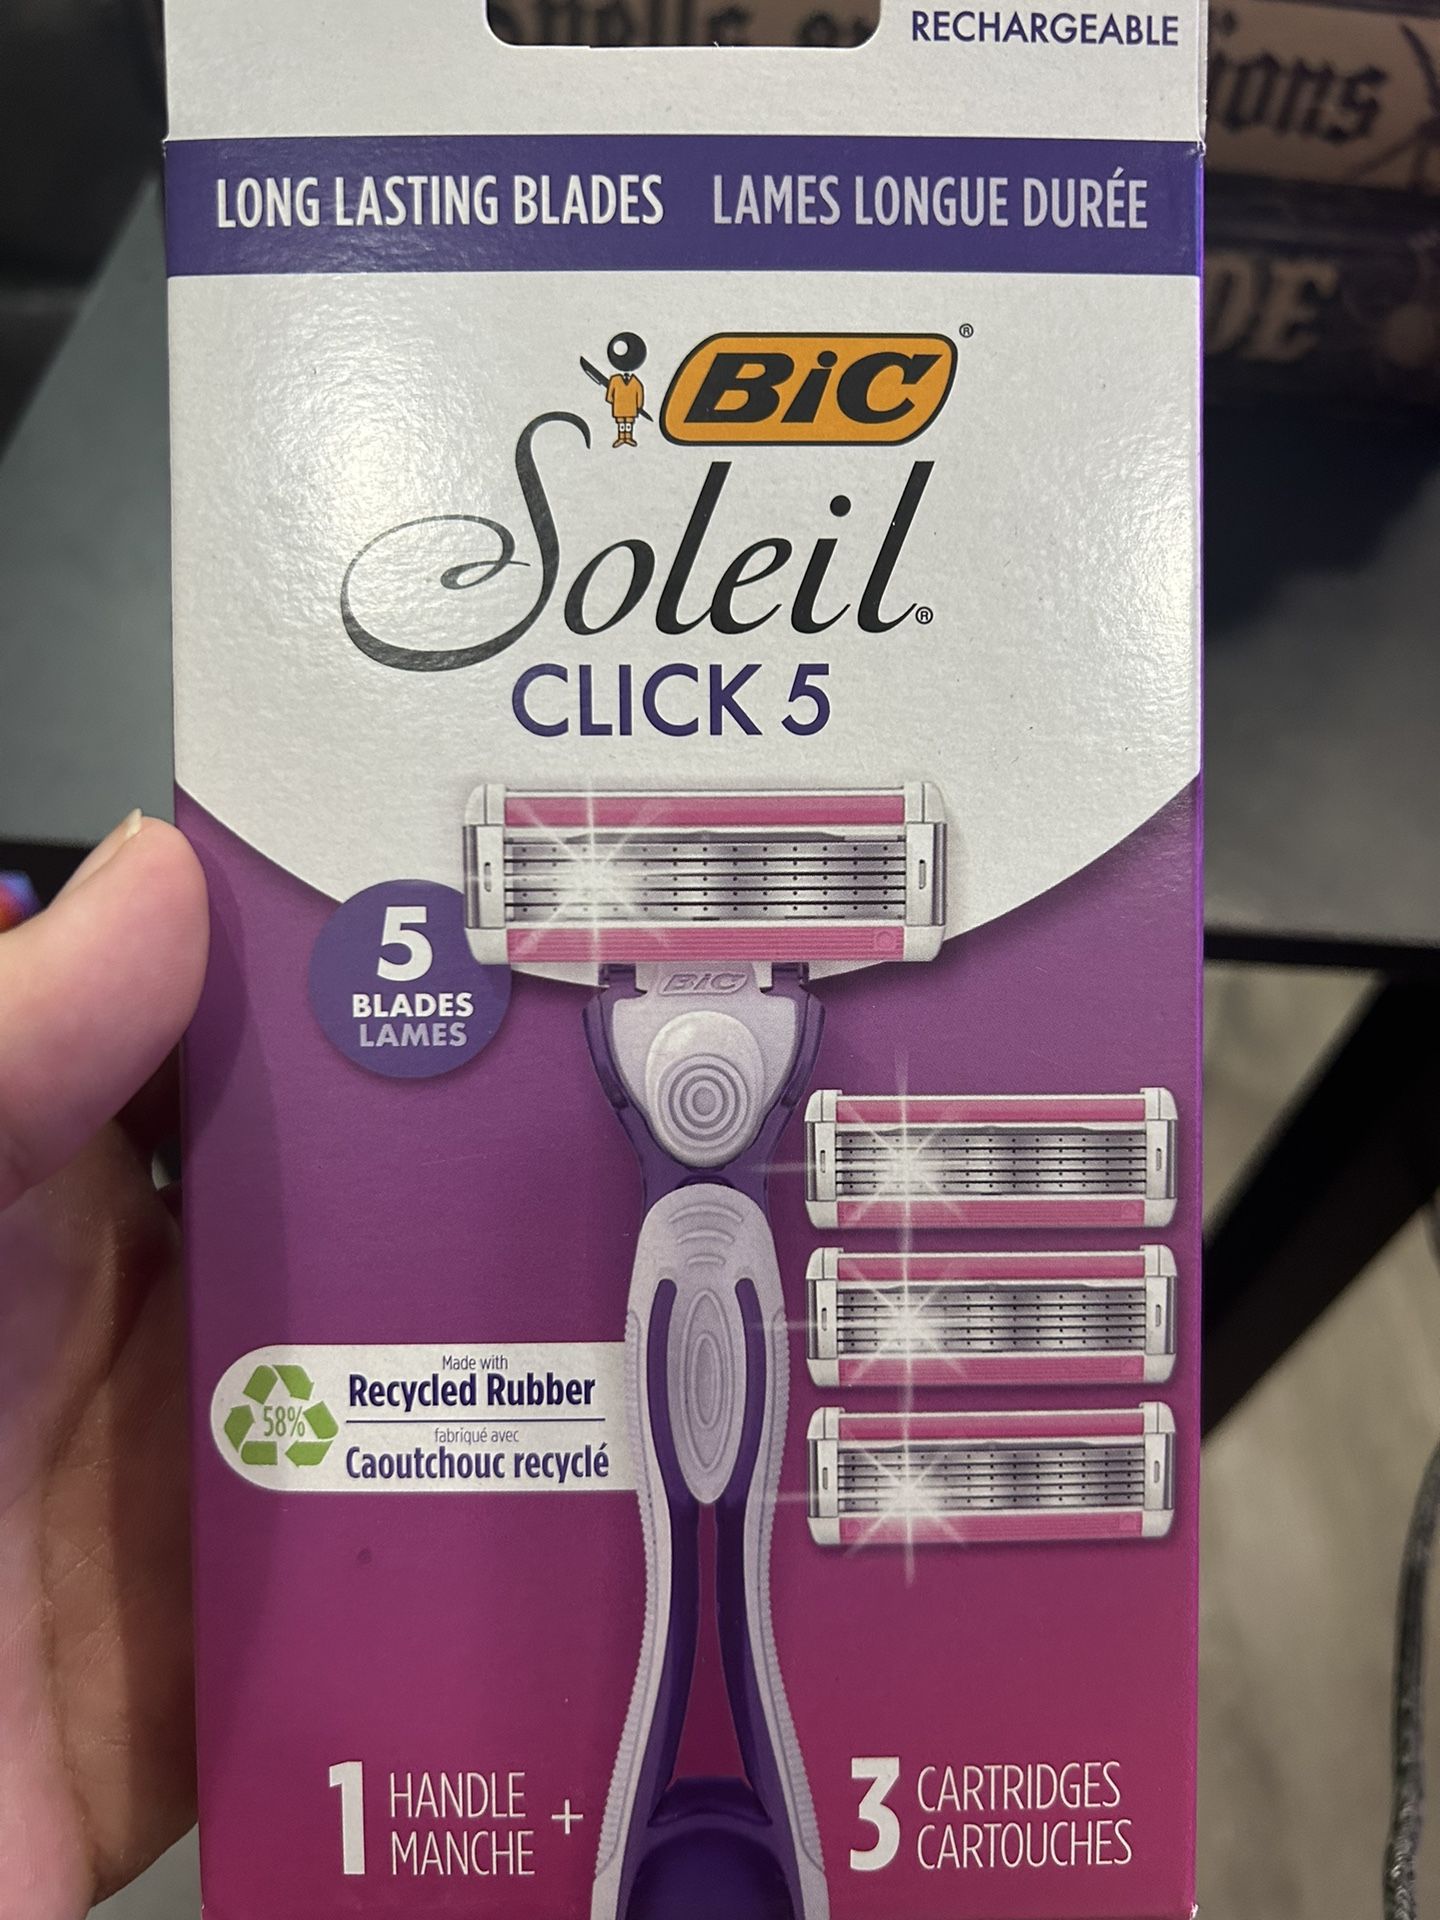 RECHARGEABLE
LONG LASTING BLADES LAMES LONGUE DURÉE
BiC®
Soleil®
CLICK 5
5
BLADES
LAMES
BiC
58%
Made with
Recycled Rubber
fabriqué avec
Caoutchouc recyclé
1 HANDLE
MANCHE
+
3 CARTRIDGES
CARTOUCHES